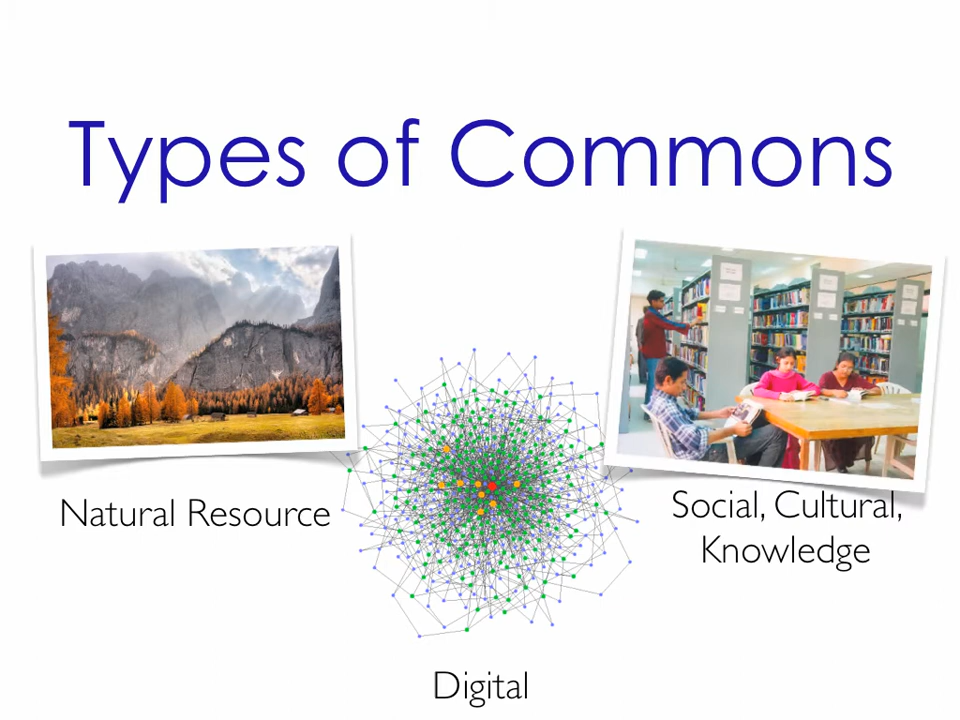 Types of Commons
Natural Resource
Social, Cultural,
Knowledge
Digital